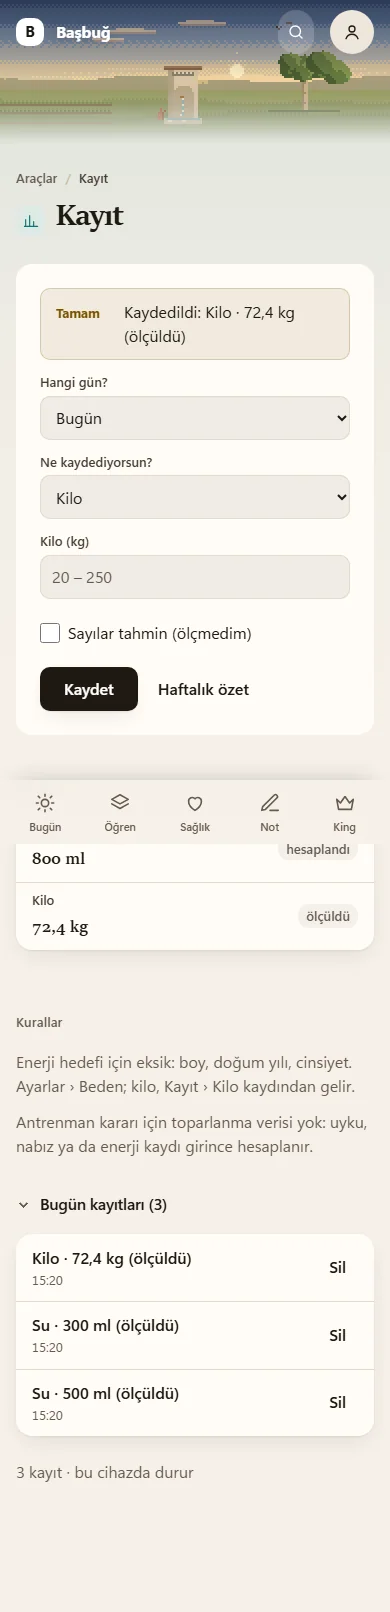 B Başbuğ
Araçlar / Kayıt
Kayıt
Tamam Kaydedildi: Kilo · 72,4 kg
(ölçüldü)
Hangi gün?
Bugün
Ne kaydediyorsun?
Kilo
Kilo (kg)
20 – 250
Sayılar tahmin (ölçmedim)
Kaydet Haftalık özet
Bugün Öğren Sağlık Not King
hesaplandı
800 ml
Kilo
72,4 kg
ölçüldü
Kurallar
Enerji hedefi için eksik: boy, doğum yılı, cinsiyet.
Ayarlar › Beden; kilo, Kayıt › Kilo kaydından gelir.
Antrenman kararı için toparlanma verisi yok: uyku,
nabız ya da enerji kaydı girince hesaplanır.
Bugün kayıtları (3)
Kilo · 72,4 kg (ölçüldü)
15:20
Sil
Su · 300 ml (ölçüldü)
15:20
Sil
Su · 500 ml (ölçüldü)
15:20
Sil
3 kayıt · bu cihazda durur